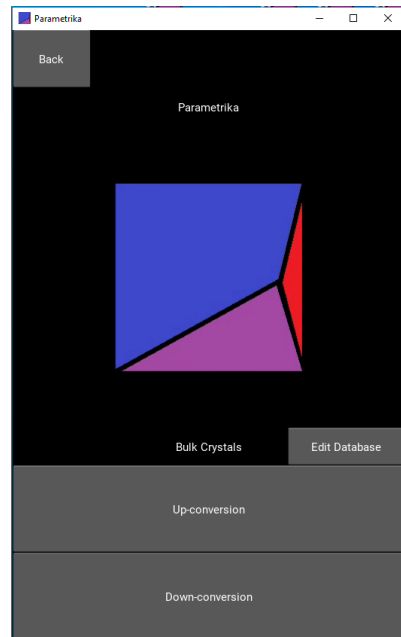 Parametrika
Back
Parametrika
Bulk Crystals
Edit Database
Up-conversion
Down-conversion